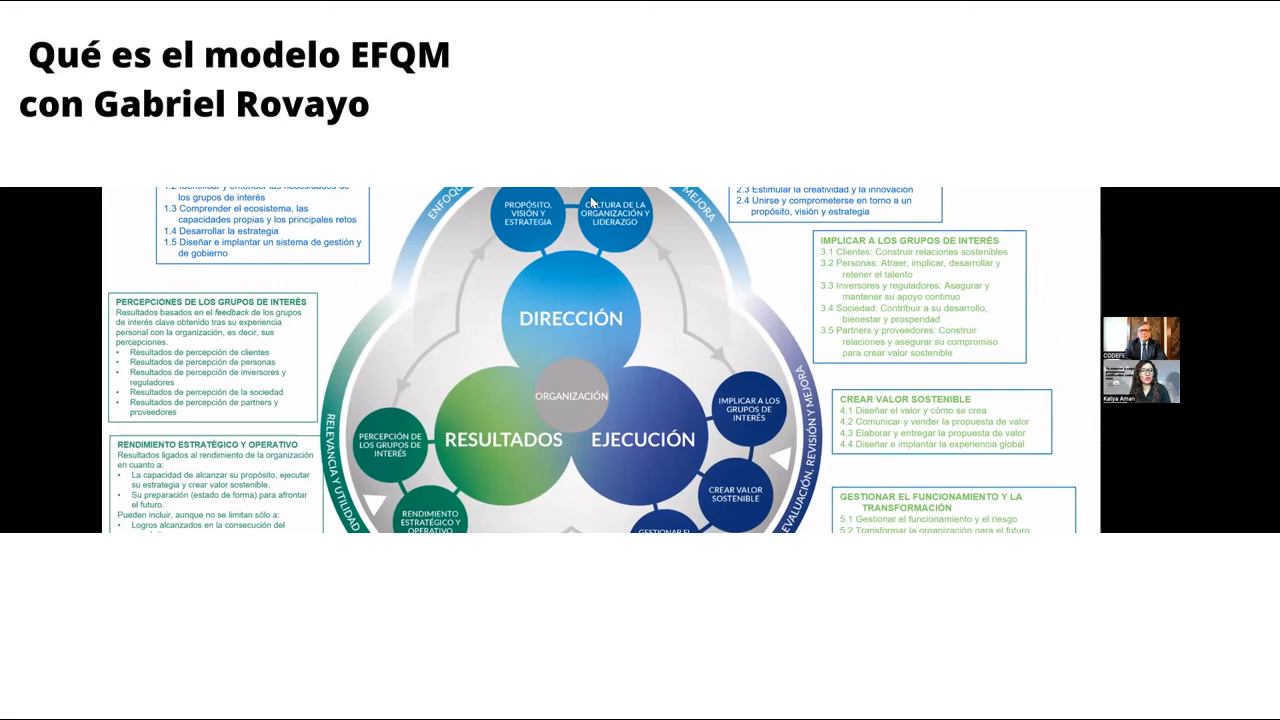 Qué es el modelo EFQM
con Gabriel Rovayo
los grupos de interés
1.3 Comprender el ecosistema, las
capacidades propias y los principales retos
1.4 Desarrollar la estrategia
1.5 Diseñar e implantar un sistema de gestión y
de gobierno
PERCEPCIONES DE LOS GRUPOS DE INTERÉS
Resultados basados en el feedback de los grupos
de interés clave obtenido tras su experiencia
personal con la organización, es decir, sus
percepciones.
• Resultados de percepción de clientes
• Resultados de percepción de personas
• Resultados de percepción de inversores y
reguladores
• Resultados de percepción de la sociedad
• Resultados de percepción de partners y
proveedores
RENDIMIENTO ESTRATÉGICO Y OPERATIVO
Resultados ligados al rendimiento de la organización
en cuanto a:
• La capacidad de alcanzar su propósito, ejecutar
su estrategia y crear valor sostenible.
• Su preparación (estado de forma) para afrontar
el futuro.
Pueden incluir, aunque no se limitan sólo a:
• Logros alcanzados en la consecución del
MEJORA
PROPÓSITO,
VISIÓN Y
ESTRATEGIA
CULTURA DE LA
ORGANIZACIÓN Y
LIDERAZGO
DIRECCIÓN
ORGANIZACIÓN
RESULTADOS
EJECUCIÓN
PERCEPCIÓN DE
LOS GRUPOS DE
INTERÉS
RENDIMIENTO
ESTRATÉGICO Y
OPERATIVO
IMPLICAR A LOS
GRUPOS DE
INTERÉS
CREAR VALOR
SOSTENIBLE
GESTIONAR EL
RELEVANCIA Y UTILIDAD
EVALUACIÓN, REVISIÓN Y MEJORA
2.3 Estimular la creatividad y la innovación
2.4 Unirse y comprometerse en torno a un
propósito, visión y estrategia
IMPLICAR A LOS GRUPOS DE INTERÉS
3.1 Clientes: Construir relaciones sostenibles
3.2 Personas: Atraer, implicar, desarrollar y
retener el talento
3.3 Inversores y reguladores: Asegurar y
mantener su apoyo continuo
3.4 Sociedad: Contribuir a su desarrollo,
bienestar y prosperidad
3.5 Partners y proveedores: Construir
relaciones y asegurar su compromiso
para crear valor sostenible
CREAR VALOR SOSTENIBLE
4.1 Diseñar el valor y cómo se crea
4.2 Comunicar y vender la propuesta de valor
4.3 Elaborar y entregar la propuesta de valor
4.4 Diseñar e implantar la experiencia global
GESTIONAR EL FUNCIONAMIENTO Y LA
TRANSFORMACIÓN
5.1 Gestionar el funcionamiento y el riesgo
5.2 Transformar la organización para el futuro
CODEFE
Katya Aman